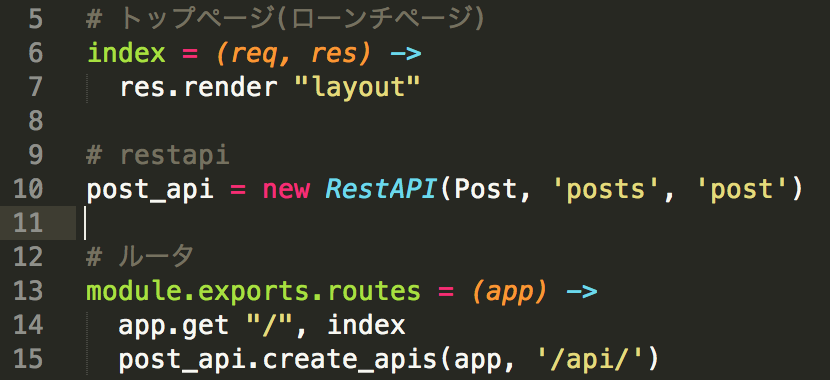 5 # トップページ(ローンチページ)
6 index = (req, res) ->
7   res.render "layout"
8
9 # restapi
10 post_api = new RestAPI(Post, 'posts', 'post')
11
12 # ルータ
13 module.exports.routes = (app) ->
14   app.get "/", index
15   post_api.create_apis(app, '/api/')